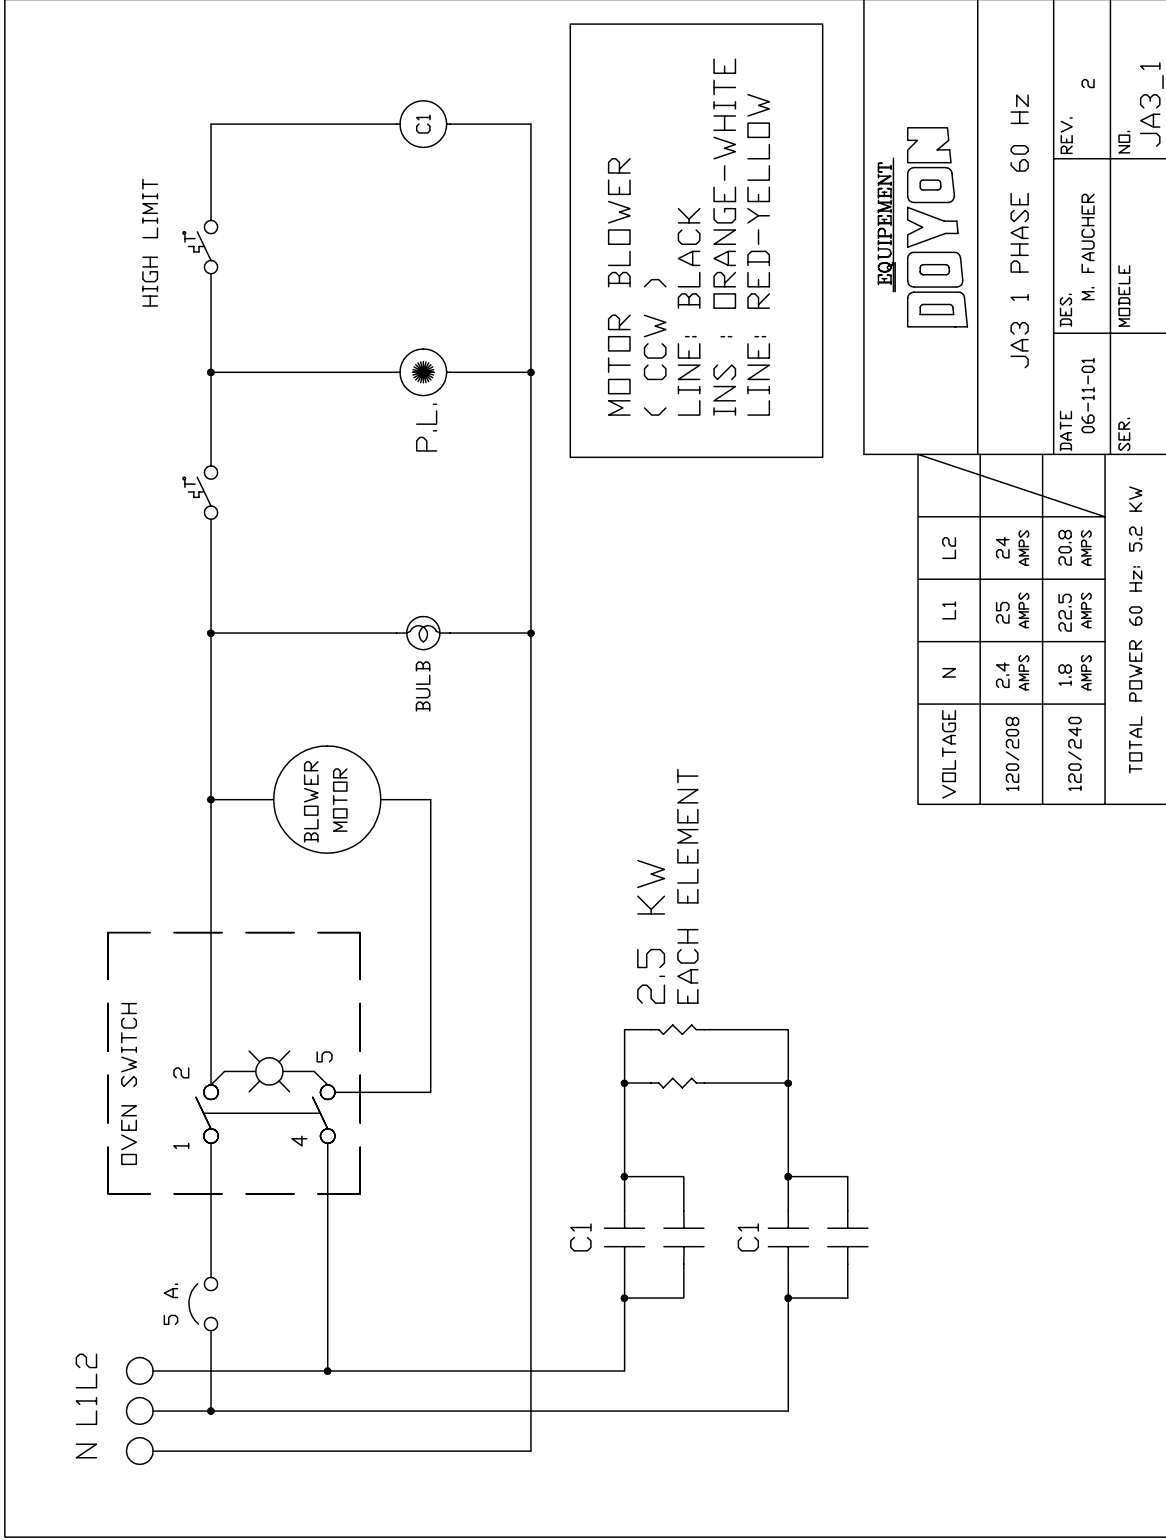 N L1 L2
5 A.
OVEN SWITCH
1
2
4
5
BLOWER
MOTOR
BULB
P.L.
HIGH LIMIT
C1
C1
C1
2.5 KW
EACH ELEMENT
MOTOR BLOWER
( CCW )
LINE: BLACK
INS : ORANGE-WHITE
LINE: RED-YELLOW
VOLTAGE N L1 L2
120/208 2.4 AMPS 25 AMPS 24 AMPS
120/240 1.8 AMPS 22.5 AMPS 20.8 AMPS
TOTAL POWER 60 Hz: 5.2 KW
EQUIPEMENT
DOYON
JA3 1 PHASE 60 Hz
DATE
06-11-01
DES.
M. FAUCHER
REV.
2
SER.
MODELE
NO.
JA3_1